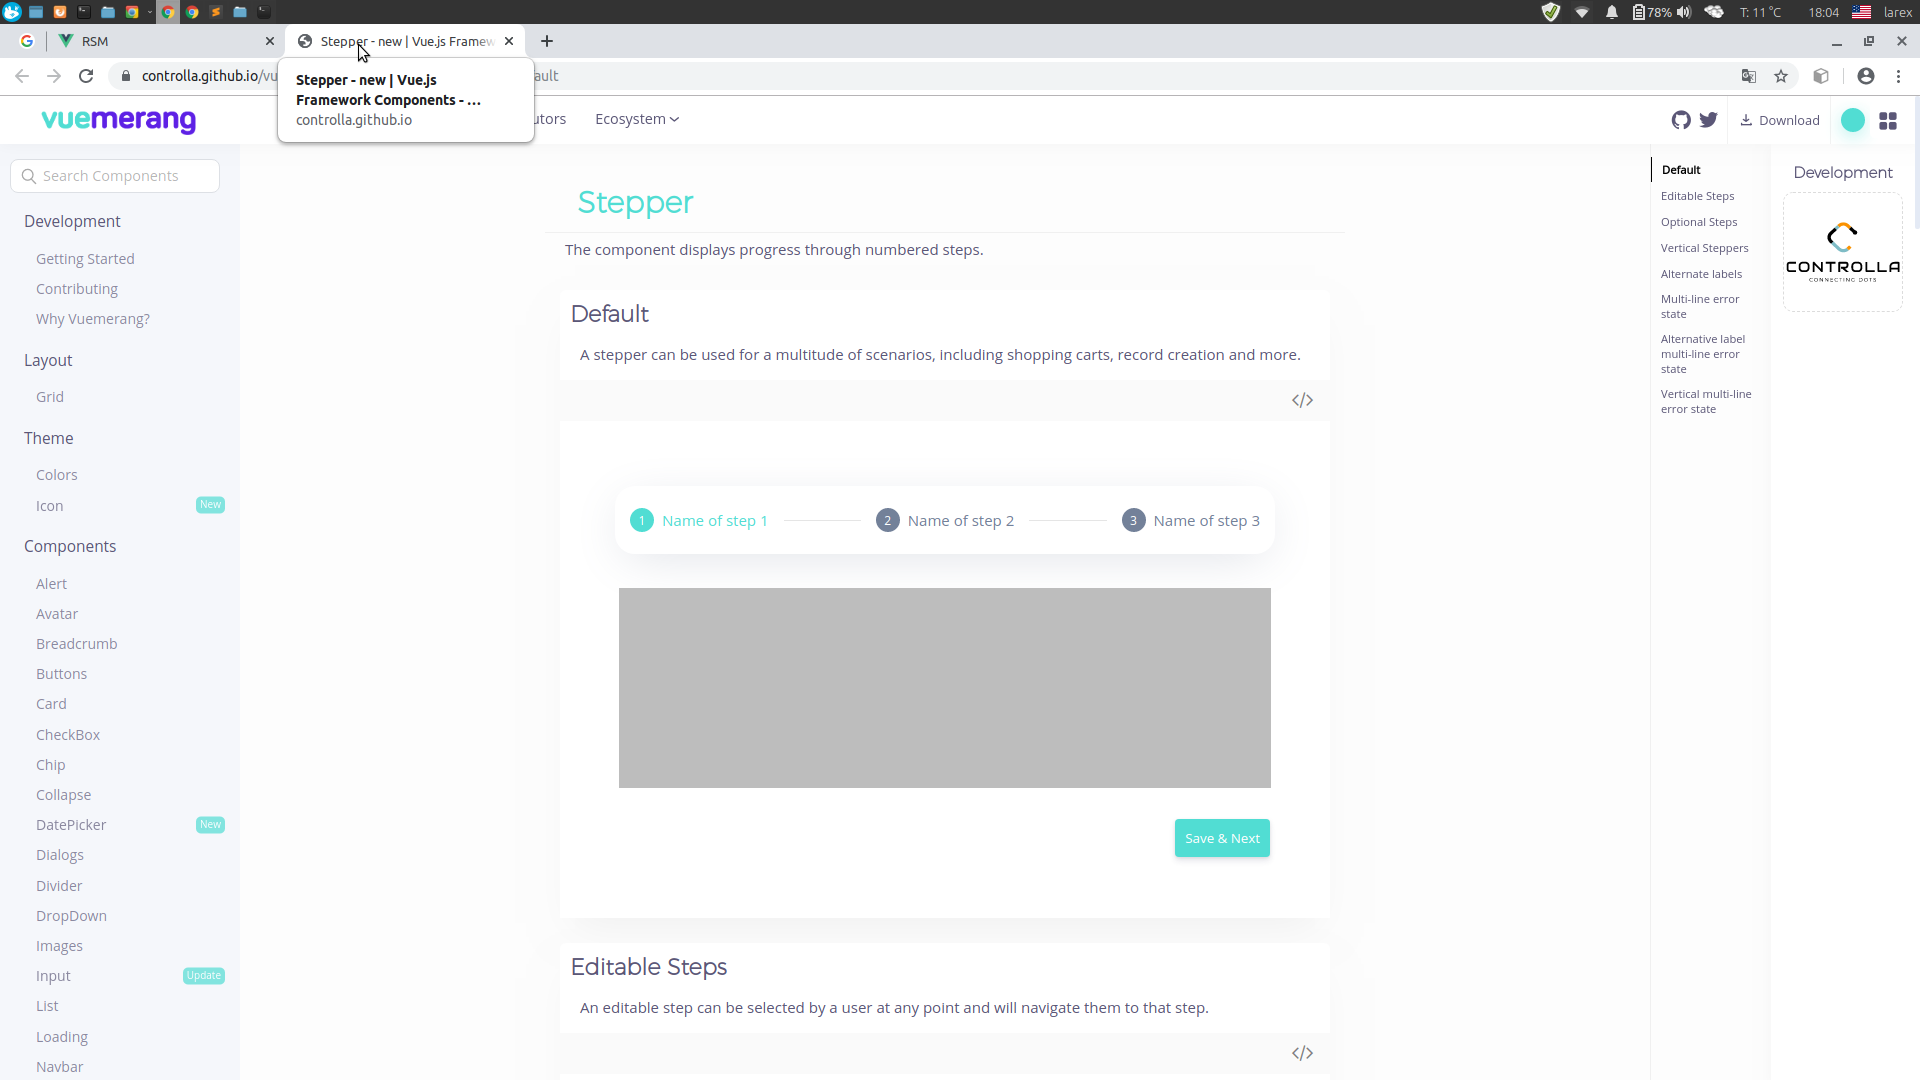 78%
T: 11°C
18:04
larex
RSM
Stepper - new | Vue.js Framew
controlla.github.io/vu
ault
Stepper - new | Vue.js
Framework Components - ...
controlla.github.io
vuemerang
utors
Ecosystem
Download
Search Components
Development
Getting Started
Contributing
Why Vuemerang?
Layout
Grid
Theme
Colors
Icon
New
Components
Alert
Avatar
Breadcrumb
Buttons
Card
CheckBox
Chip
Collapse
DatePicker
New
Dialogs
Divider
DropDown
Images
Input
Update
List
Loading
Navbar
Stepper
The component displays progress through numbered steps.
Default
A stepper can be used for a multitude of scenarios, including shopping carts, record creation and more.
</>
1 Name of step 1
2 Name of step 2
3 Name of step 3
Save & Next
Editable Steps
An editable step can be selected by a user at any point and will navigate them to that step.
</>
Default
Editable Steps
Optional Steps
Vertical Steppers
Alternate labels
Multi-line error
state
Alternative label
multi-line error
state
Vertical multi-line
error state
Development
CONTROLLA
CONNECTING DOTS